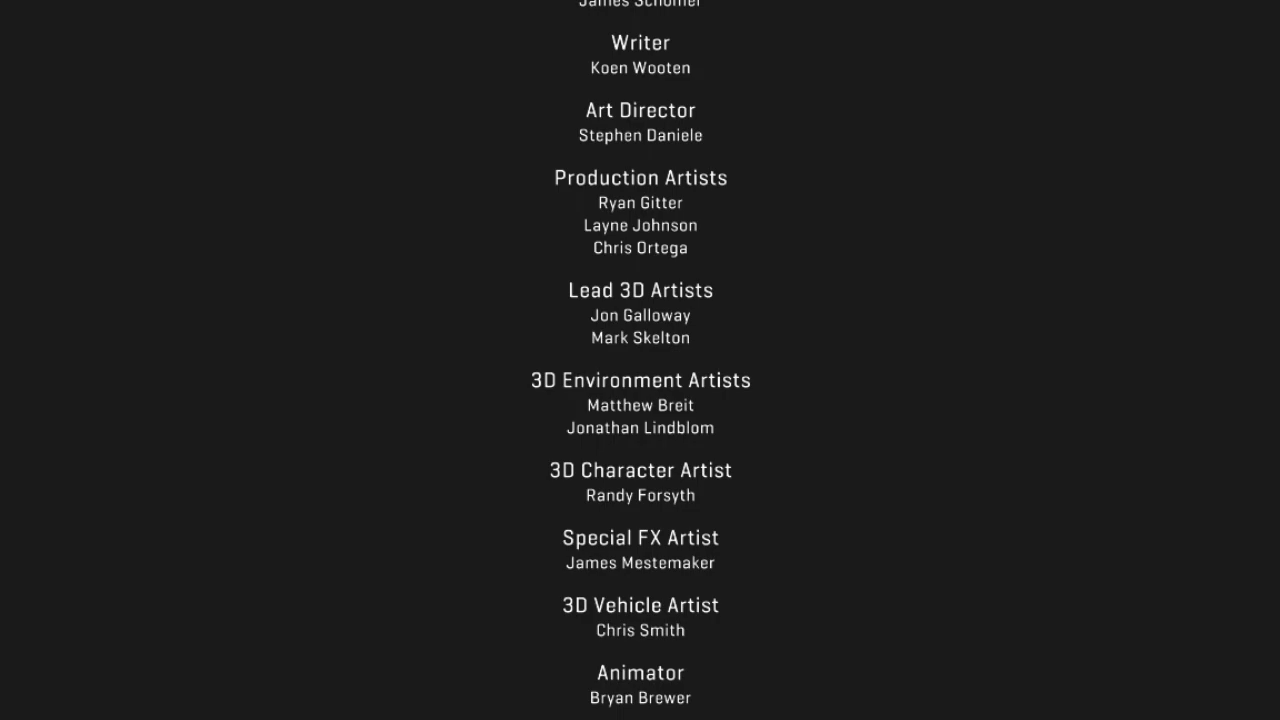 James Schomer
Writer
Koen Wooten
Art Director
Stephen Daniele
Production Artists
Ryan Gitter
Layne Johnson
Chris Ortega
Lead 3D Artists
Jon Galloway
Mark Skelton
3D Environment Artists
Matthew Breit
Jonathan Lindblom
3D Character Artist
Randy Forsyth
Special FX Artist
James Mestemaker
3D Vehicle Artist
Chris Smith
Animator
Bryan Brewer